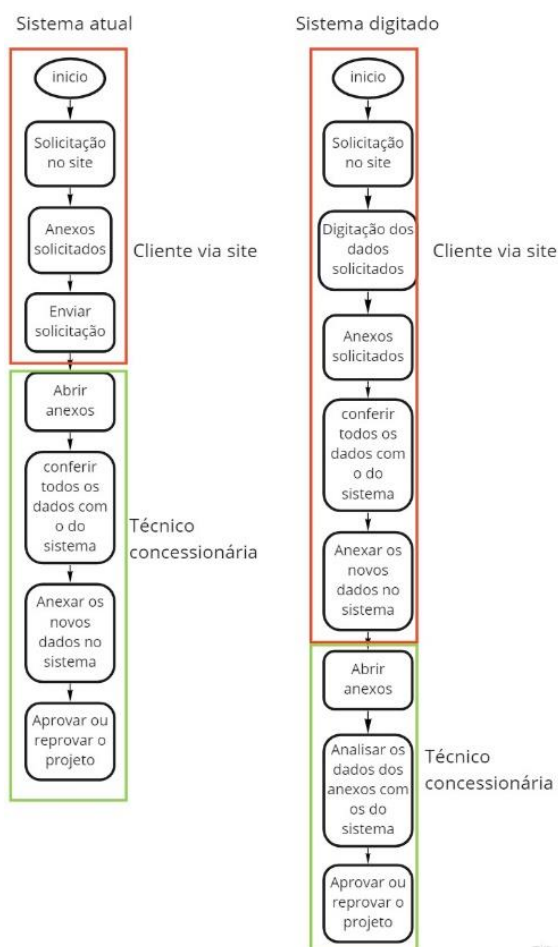 Sistema atual
inicio
Solicitação
no site
Anexos
solicitados
Enviar
solicitação
Cliente via site
Abrir
anexos
conferir
todos os
dados com
o do
sistema
Anexar os
novos
dados no
sistema
Aprovar ou
reprovar o
projeto
Técnico
concessionária
Sistema digitado
inicio
Solicitação
no site
Digitação dos
dados
solicitados
Anexos
solicitados
conferir
todos os
dados com
o do
sistema
Anexar os
novos
dados no
sistema
Cliente via site
Abrir
anexos
Analisar os
dados dos
anexos com
os do
sistema
Aprovar ou
reprovar o
projeto
Técnico
concessionária